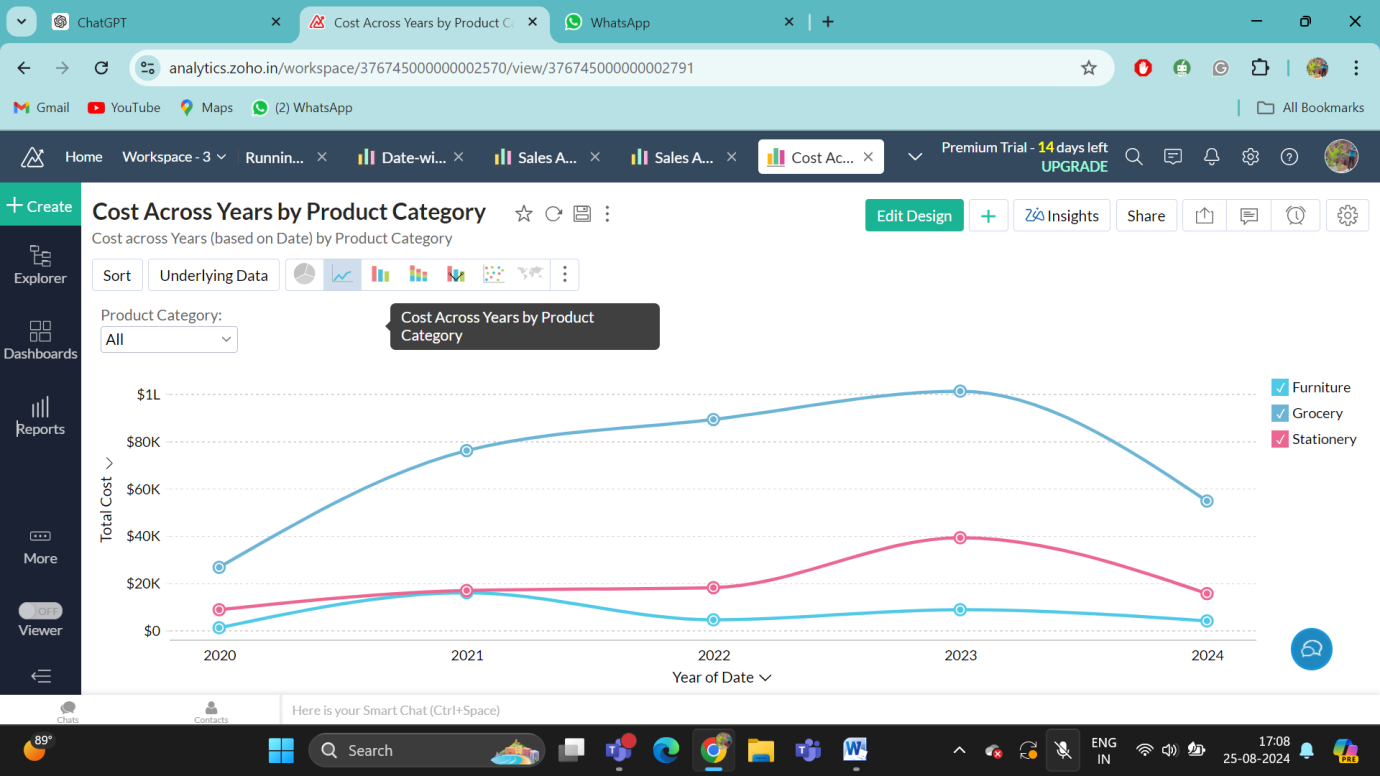 ChatGPT
Cost Across Years by Product C
WhatsApp
analytics.zoho.in/workspace/376745000000002570/view/376745000000002791
Gmail
YouTube
Maps
(2) WhatsApp
All Bookmarks
Home
Workspace - 3
Runnin...
Date-wi...
Sales A...
Sales A...
Cost Ac...
Premium Trial - 14 days left
UPGRADE
Create
Explorer
Dashboards
Reports
More
OFF
Viewer
Cost Across Years by Product Category
Cost across Years (based on Date) by Product Category
Edit Design
Insights
Share
Sort
Underlying Data
Product Category:
All
Cost Across Years by Product
Category
Total Cost
$1L
$80K
$60K
$40K
$20K
$0
2020
2021
2022
2023
2024
Year of Date
Furniture
Grocery
Stationery
Chats
Contacts
Here is your Smart Chat (Ctrl+Space)
89°
Search
ENG
IN
17:08
25-08-2024
PRE